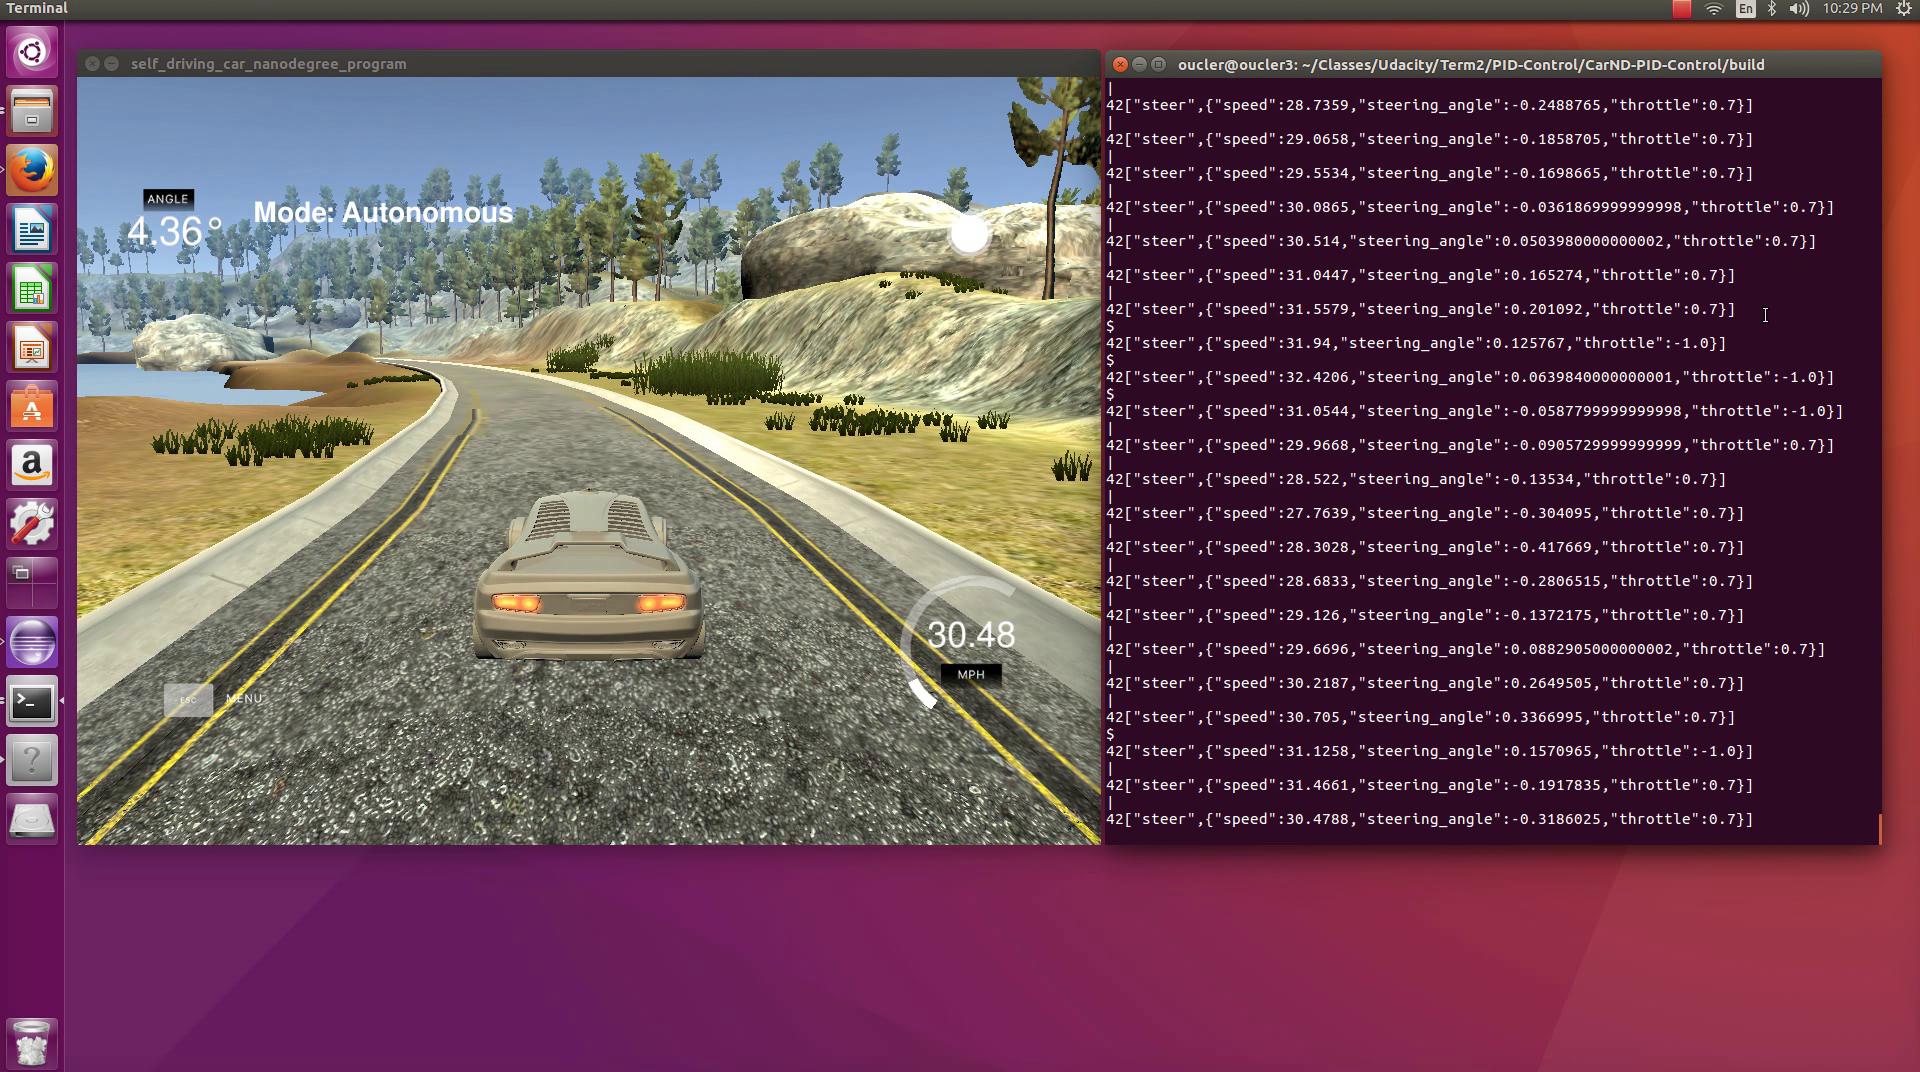 Terminal
En
10:29 PM
self_driving_car_nanodegree_program
ANGLE
4.36°
Mode: Autonomous
30.48
MPH
ESC
MENU
oucler@oucler3: ~/Classes/Udacity/Term2/PID-Control/CarND-PID-Control/build
|
42["steer",{"speed":28.7359,"steering_angle":-0.2488765,"throttle":0.7}]
|
42["steer",{"speed":29.0658,"steering_angle":-0.1858705,"throttle":0.7}]
|
42["steer",{"speed":29.5534,"steering_angle":-0.1698665,"throttle":0.7}]
|
42["steer",{"speed":30.0865,"steering_angle":-0.0361869999999998,"throttle":0.7}]
|
42["steer",{"speed":30.514,"steering_angle":0.0503980000000002,"throttle":0.7}]
|
42["steer",{"speed":31.0447,"steering_angle":0.165274,"throttle":0.7}]
|
42["steer",{"speed":31.5579,"steering_angle":0.201092,"throttle":0.7}]
$
42["steer",{"speed":31.94,"steering_angle":0.125767,"throttle":-1.0}]
$
42["steer",{"speed":32.4206,"steering_angle":0.0639840000000001,"throttle":-1.0}]
$
42["steer",{"speed":31.0544,"steering_angle":-0.0587799999999998,"throttle":-1.0}]
|
42["steer",{"speed":29.9668,"steering_angle":-0.0905729999999999,"throttle":0.7}]
|
42["steer",{"speed":28.522,"steering_angle":-0.13534,"throttle":0.7}]
|
42["steer",{"speed":27.7639,"steering_angle":-0.304095,"throttle":0.7}]
|
42["steer",{"speed":28.3028,"steering_angle":-0.417669,"throttle":0.7}]
|
42["steer",{"speed":28.6833,"steering_angle":-0.2806515,"throttle":0.7}]
|
42["steer",{"speed":29.126,"steering_angle":-0.1372175,"throttle":0.7}]
|
42["steer",{"speed":29.6696,"steering_angle":0.0882905000000002,"throttle":0.7}]
|
42["steer",{"speed":30.2187,"steering_angle":0.2649505,"throttle":0.7}]
|
42["steer",{"speed":30.705,"steering_angle":0.3366995,"throttle":0.7}]
$
42["steer",{"speed":31.1258,"steering_angle":0.1570965,"throttle":-1.0}]
|
42["steer",{"speed":31.4661,"steering_angle":-0.1917835,"throttle":0.7}]
|
42["steer",{"speed":30.4788,"steering_angle":-0.3186025,"throttle":0.7}]